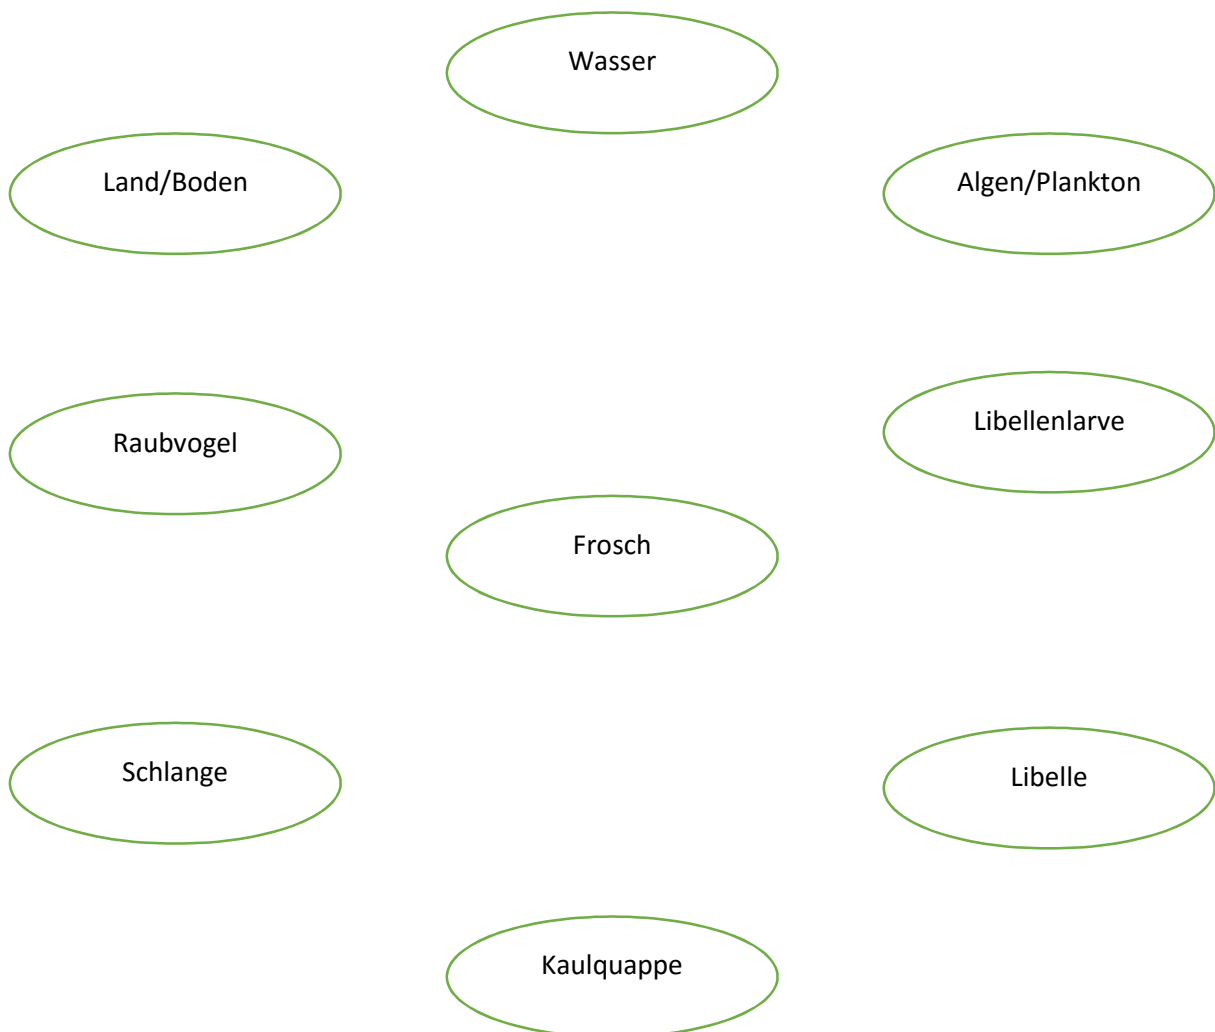 Wasser
Land/Boden
Algen/Plankton
Raubvogel
Libellenlarve
Frosch
Schlange
Libelle
Kaulquappe